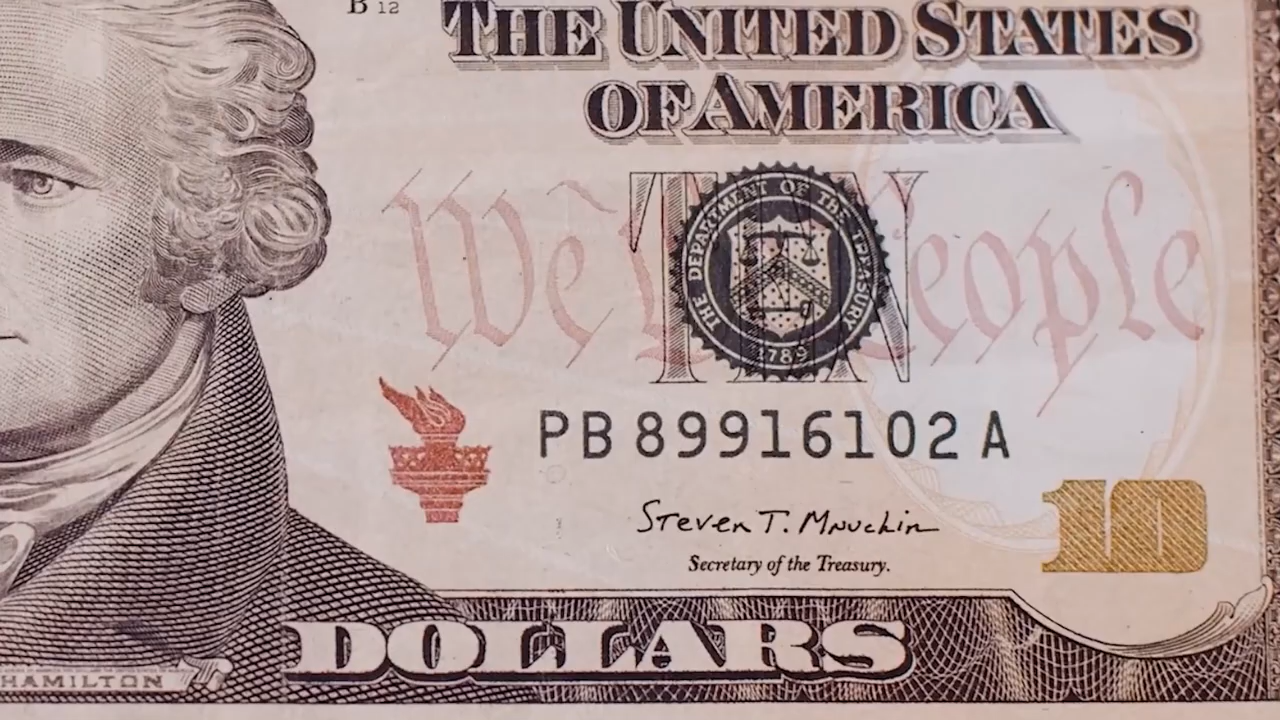 B 12
THE UNITED STATES
OF AMERICA
We the People
TEN
THE DEPARTMENT OF THE TREASURY
1789
PB 89916102 A
Steven T. Mnuchin
Secretary of the Treasury.
10
DOLLARS
HAMILTON